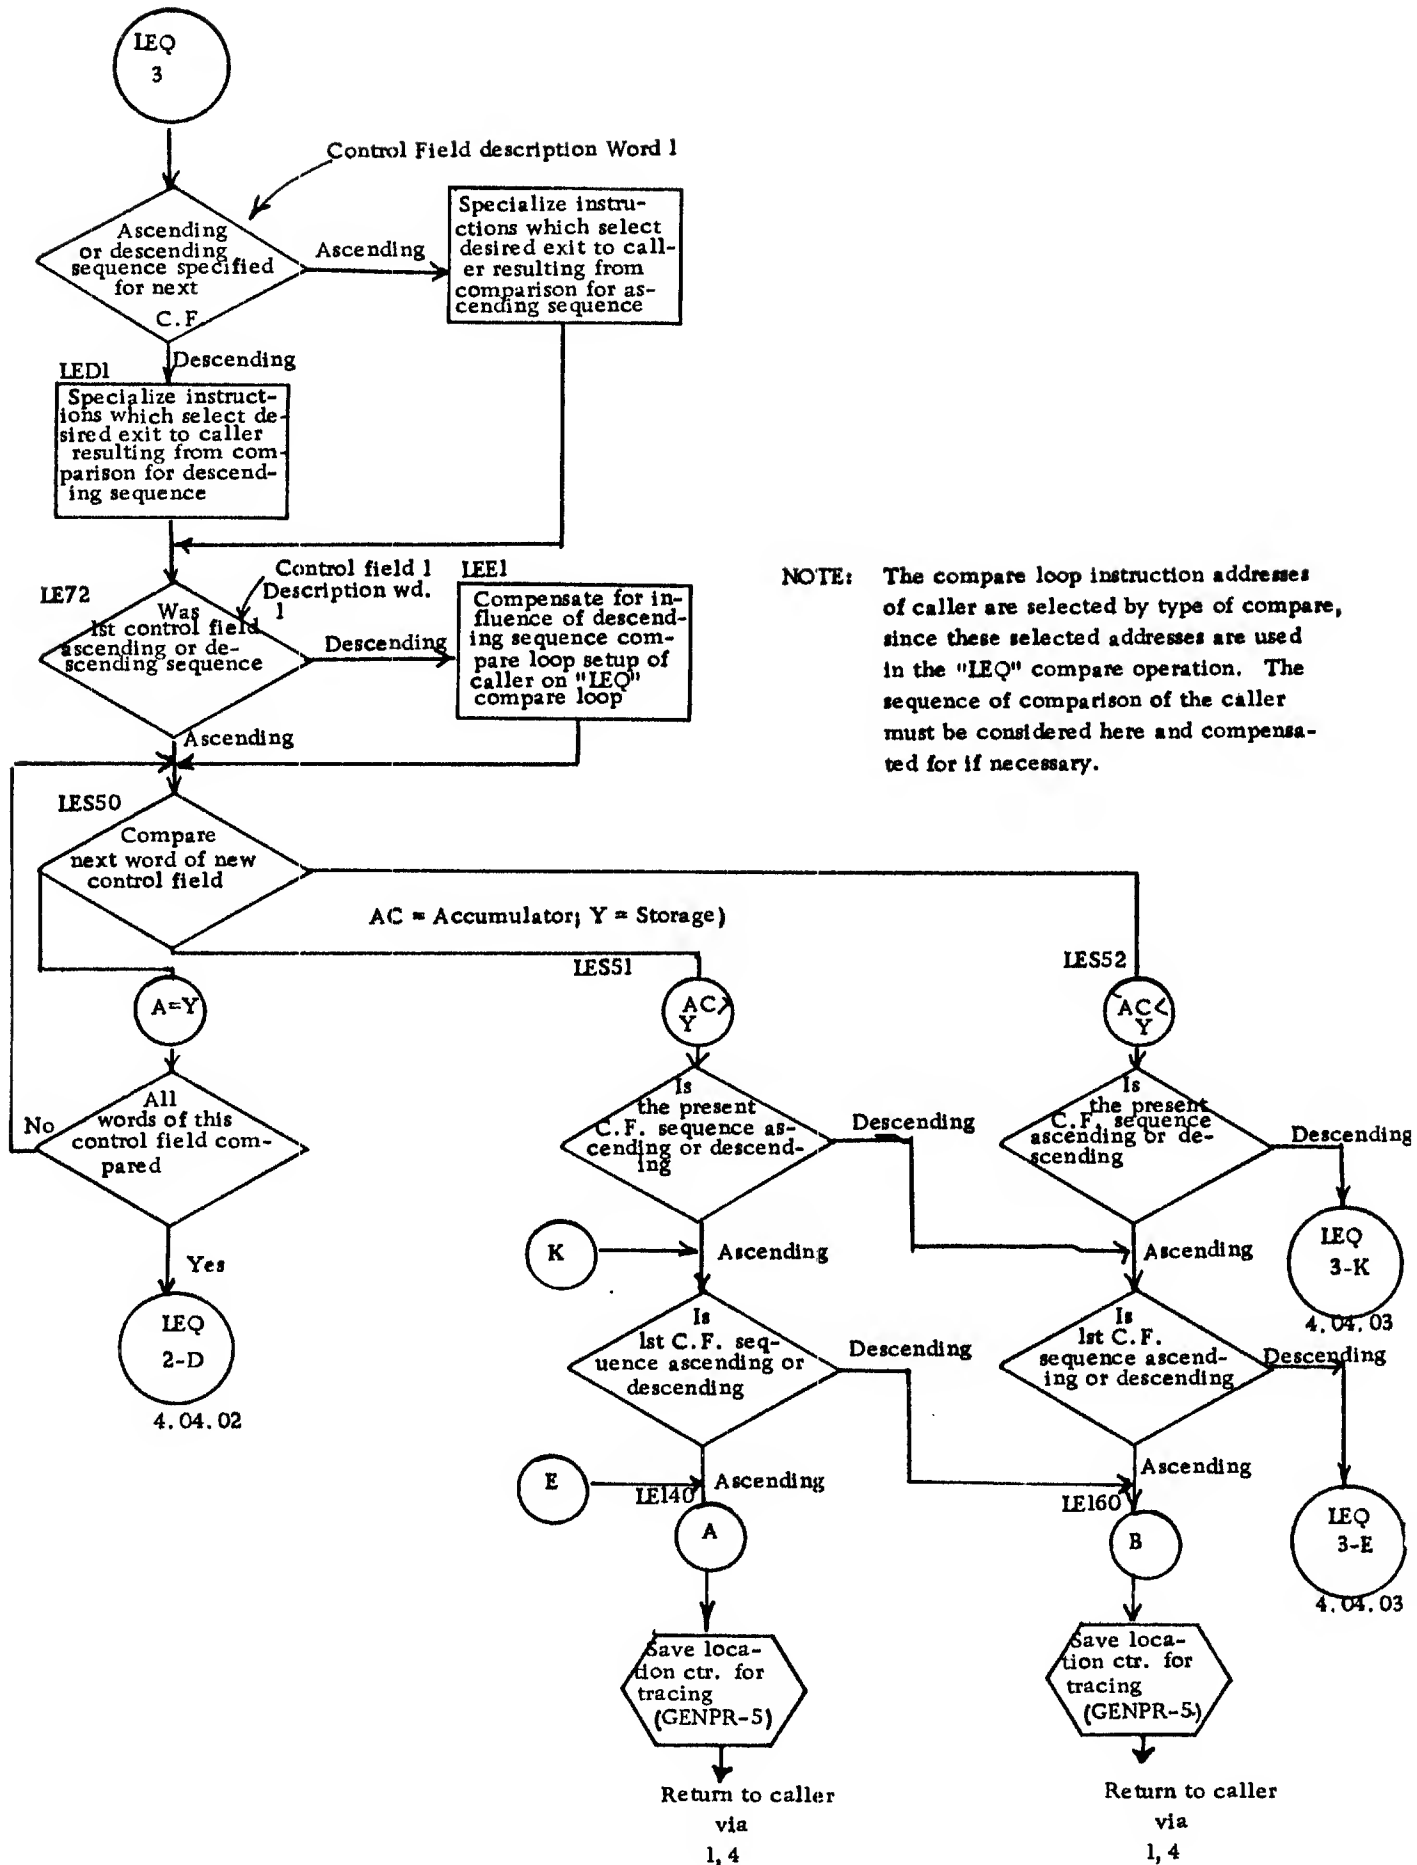 LEQ
3
Control Field description Word 1
Ascending
or descending
sequence specified
for next
C.F.
Ascending
Specialize instru-
ctions which select
desired exit to call-
er resulting from
comparison for as-
cending sequence
Descending
LED1
Specialize instruct-
ions which select de-
sired exit to caller
resulting from com-
parison for descend-
ing sequence
Control field 1
Description wd.
1
LE72
Was
1st control field
ascending or de-
scending sequence
Descending
LEE1
Compensate for in-
fluence of descend-
ing sequence com-
pare loop setup of
caller on "LEQ"
compare loop
NOTE: The compare loop instruction addresses
of caller are selected by type of compare,
since these selected addresses are used
in the "LEQ" compare operation. The
sequence of comparison of the caller
must be considered here and compensa-
ted for if necessary.
Ascending
LES50
Compare
next word of new
control field
AC = Accumulator; Y = Storage)
LES51
LES52
A=Y
AC>
Y
AC<
Y
All
words of this
control field com-
pared
No
Yes
LEQ
2-D
4.04.02
Is
the present
C.F. sequence as-
cending or descend-
ing
Descending
Is
the present
C.F. sequence
ascending or de-
scending
Descending
K
Ascending
Ascending
LEQ
3-K
4.04.03
Is
1st C.F. seq-
uence ascending or
descending
Descending
Is
1st C.F.
sequence ascend-
ing or descending
Descending
E
Ascending
LE140
Ascending
LE160
LEQ
3-E
4.04.03
A
B
Save loca-
tion ctr. for
tracing
(GENPR-5)
Save loca-
tion ctr. for
tracing
(GENPR-5.)
Return to caller
via
1, 4
Return to caller
via
1, 4